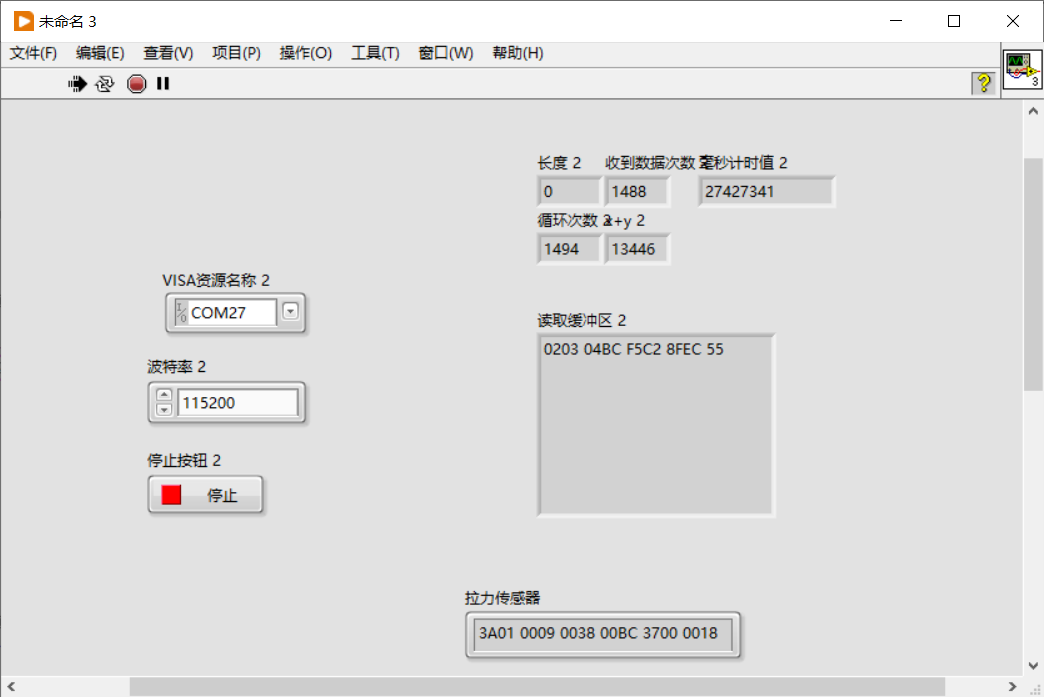 未命名 3
文件(F) 编辑(E) 查看(V) 项目(P) 操作(O) 工具(T) 窗口(W) 帮助(H)
?
3
长度 2 收到数据次数 2 毫秒计时值 2
0 1488 27427341
循环次数 2 x+y 2
1494 13446
VISA资源名称 2
I/O COM27
读取缓冲区 2
0203 04BC F5C2 8FEC 55
波特率 2
115200
停止按钮 2
停止
拉力传感器
3A01 0009 0038 00BC 3700 0018